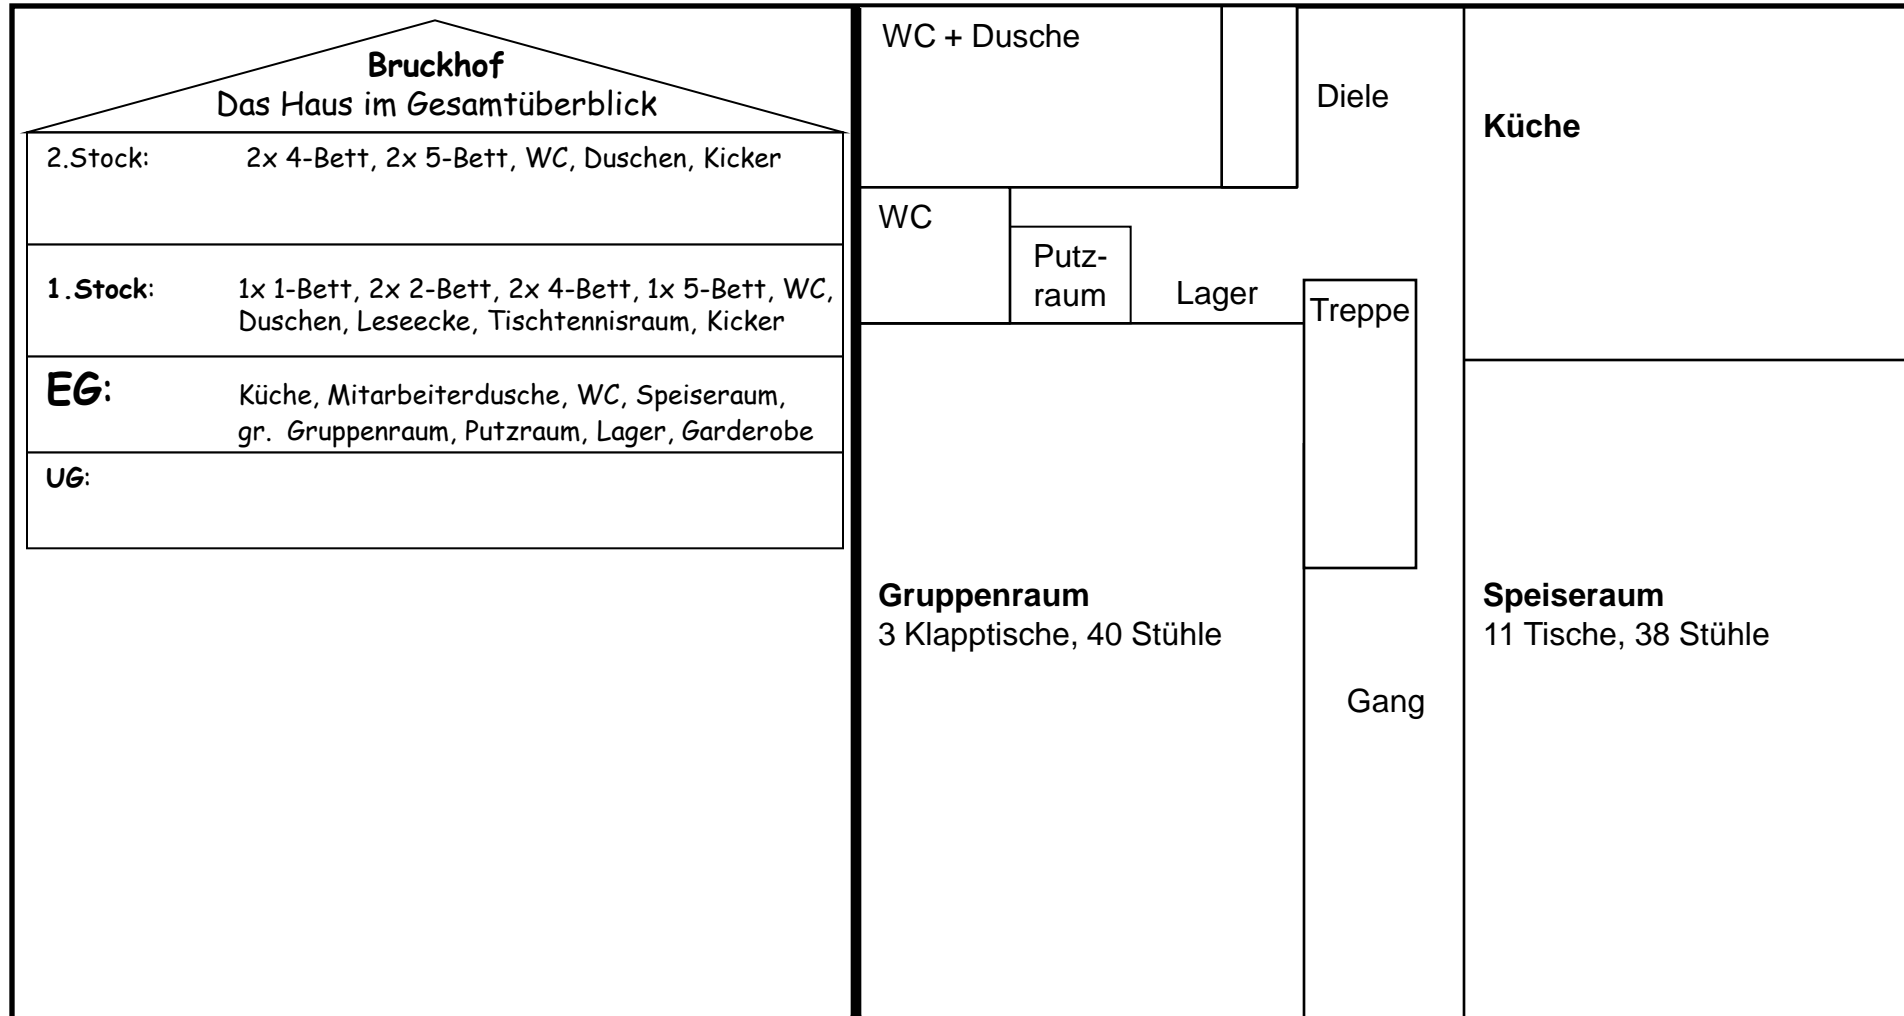 Bruckhof
Das Haus im Gesamtüberblick
2.Stock: 2x 4-Bett, 2x 5-Bett, WC, Duschen, Kicker
1.Stock: 1x 1-Bett, 2x 2-Bett, 2x 4-Bett, 1x 5-Bett, WC,
Duschen, Leseecke, Tischtennisraum, Kicker
EG: Küche, Mitarbeiterdusche, WC, Speiseraum,
gr. Gruppenraum, Putzraum, Lager, Garderobe
UG:
WC + Dusche
Diele
Küche
WC
Putz-
raum
Lager
Treppe
Gruppenraum
3 Klapptische, 40 Stühle
Speiseraum
11 Tische, 38 Stühle
Gang